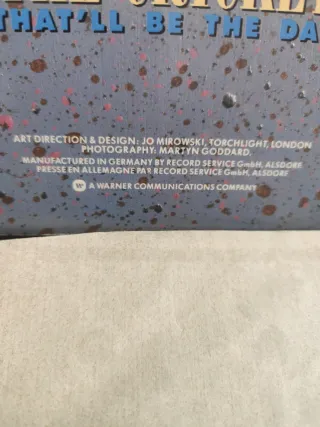 THAT'LL BE THE DA
ART DIRECTION & DESIGN: JO MIROWSKI, TORCHLIGHT, LONDON
PHOTOGRAPHY: MARTYN GODDARD.
MANUFACTURED IN GERMANY BY RECORD SERVICE GmbH, ALSDORF.
PRESSE EN ALLEMAGNE PAR RECORD SERVICE GmbH, ALSDORF
A WARNER COMMUNICATIONS COMPANY